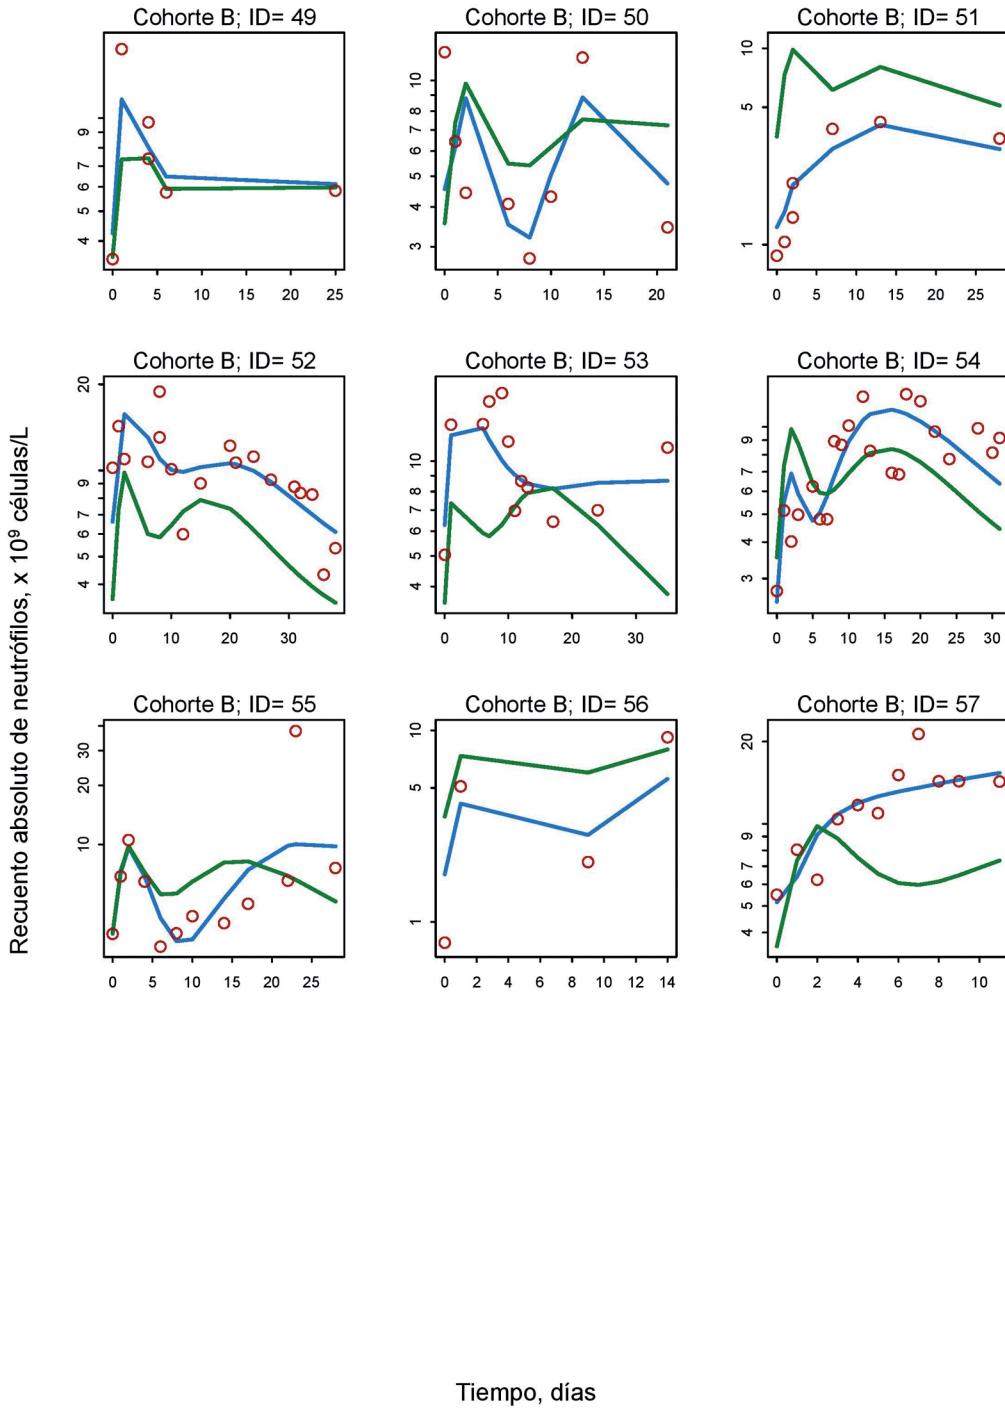 Cohorte B; ID= 49
Cohorte B; ID= 50
Cohorte B; ID= 51
4 5 6 7 9
0 5 10 15 20 25
3 4 5 6 7 8 10
0 5 10 15 20
1 5 10
0 5 10 15 20 25
Cohorte B; ID= 52
Cohorte B; ID= 53
Cohorte B; ID= 54
4 5 6 7 9 20
0 10 20 30
4 5 6 7 8 10
0 10 20 30
3 4 5 6 7 9
0 5 10 15 20 25 30
Cohorte B; ID= 55
Cohorte B; ID= 56
Cohorte B; ID= 57
10 20 30
0 5 10 15 20 25
1 5 10
0 2 4 6 8 10 12 14
4 5 6 7 9 20
0 2 4 6 8 10
Recuento absoluto de neutrófilos, x 10⁹ células/L
Tiempo, días